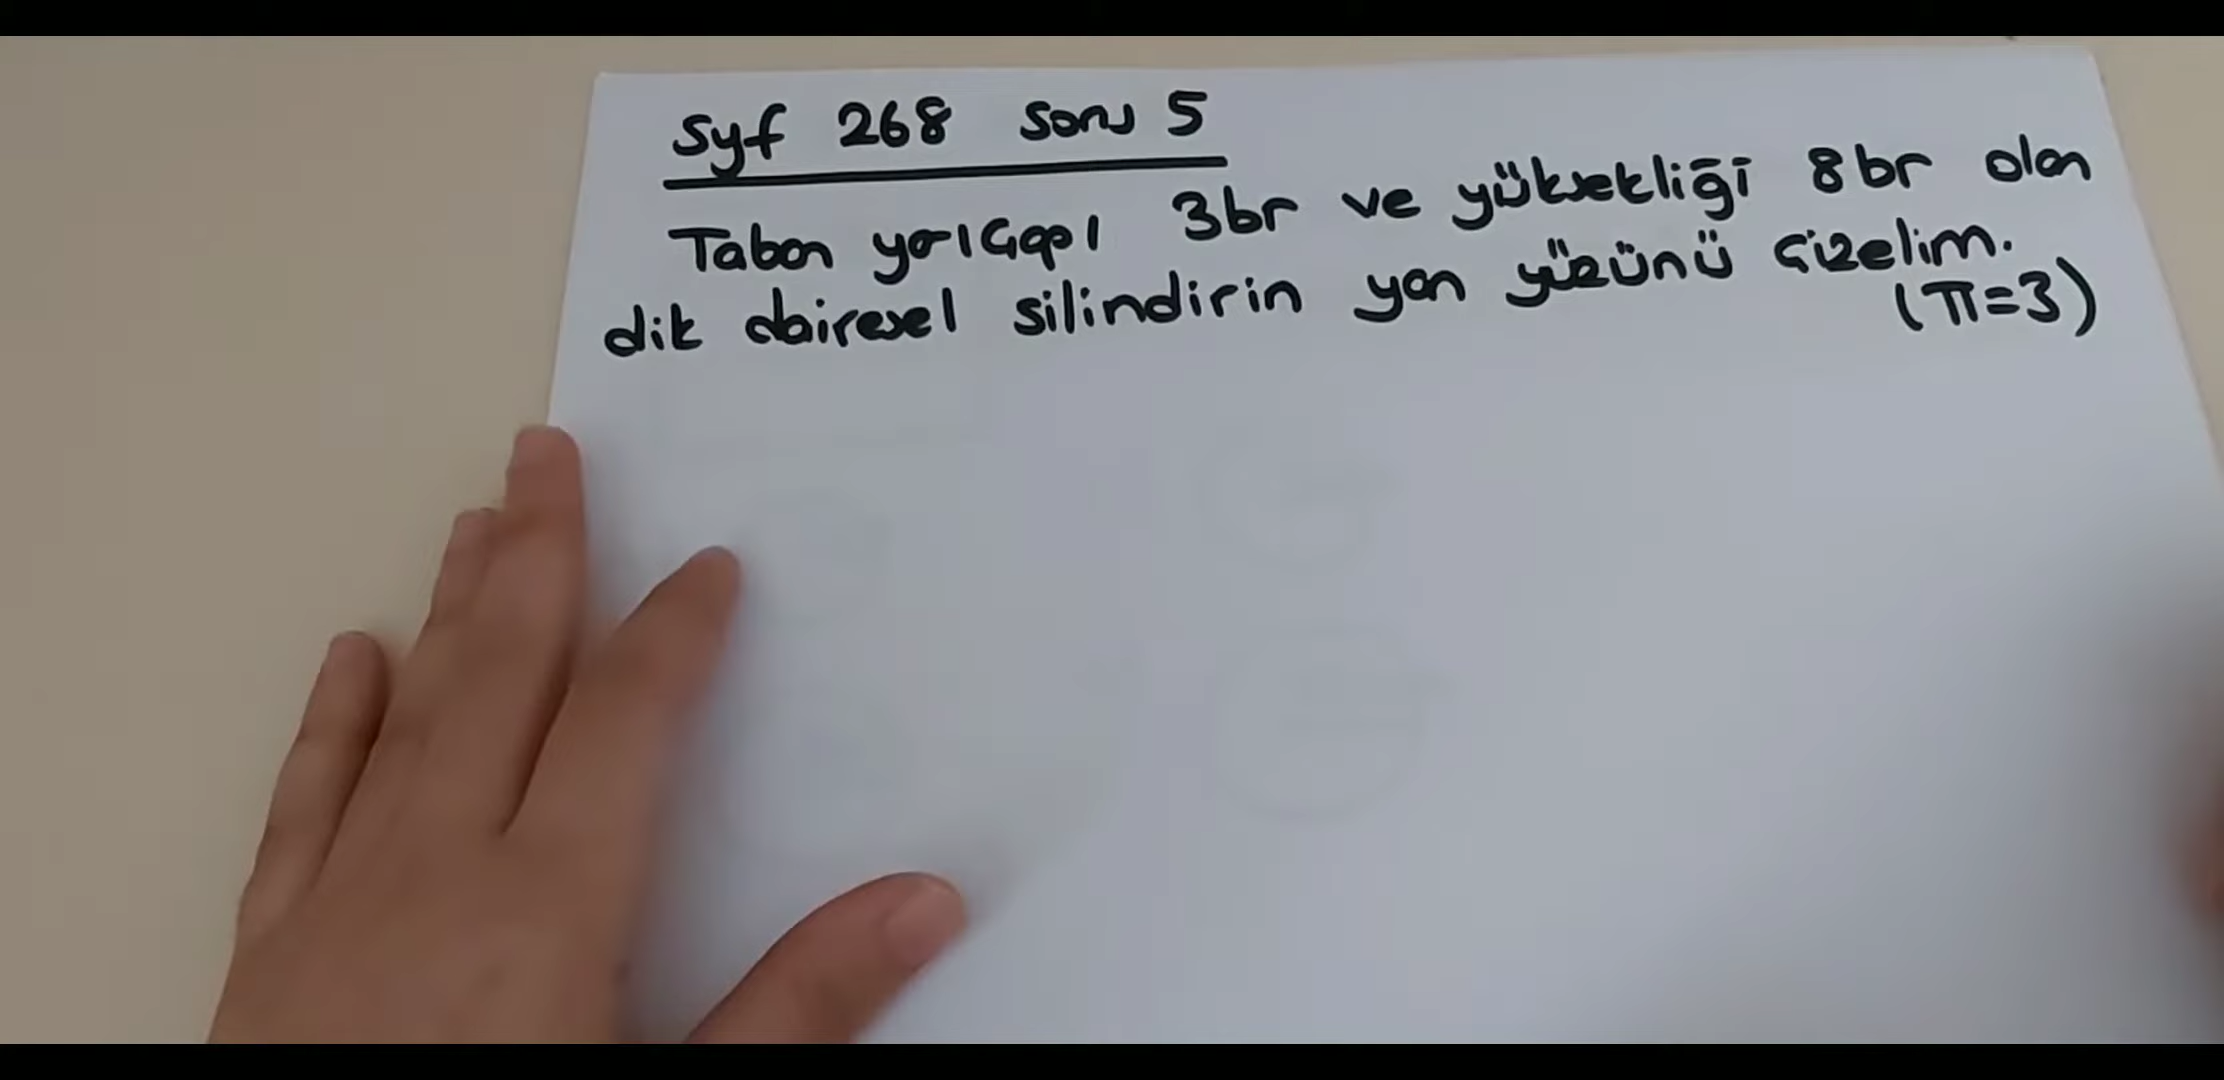 Syf 268 Soru 5
Taban yarıçapı 3br ve yüksekliği 8br olan
dik dairesel silindirin yan yüzünü çizelim.
(π=3)